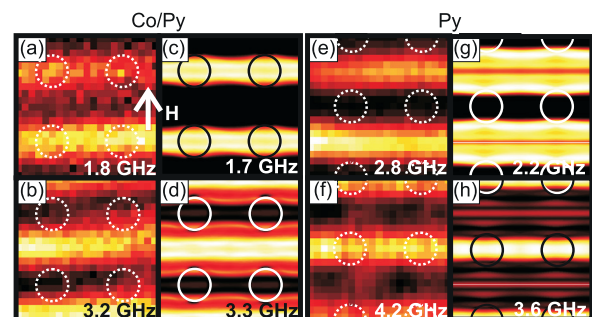 Co/Py Py
(a) (c) (e) (g)
H
1.8 GHz 1.7 GHz 2.8 GHz 2.2 GHz
(b) (d) (f) (h)
3.2 GHz 3.3 GHz 4.2 GHz 3.6 GHz